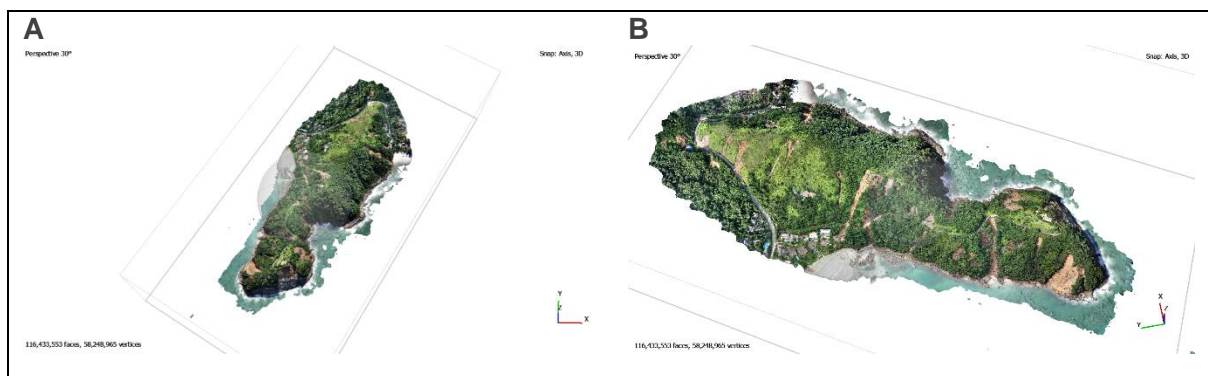 A
Perspective 30°
Snap: Axis, 3D
Y
Z
X
116,433,553 faces, 58,248,965 vertices
B
Perspective 30°
Snap: Axis, 3D
X
Z
Y
116,433,553 faces, 58,248,965 vertices